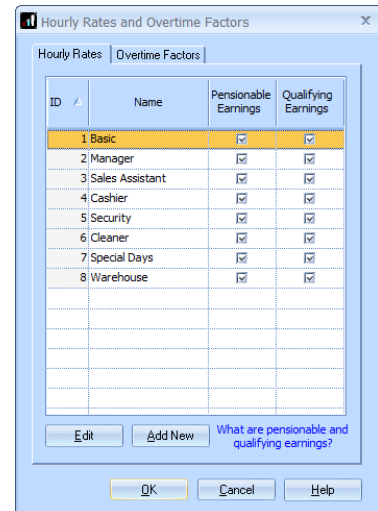 Hourly Rates and Overtime Factors x
Hourly Rates Overtime Factors
ID Name Pensionable Earnings Qualifying Earnings
1 Basic
2 Manager
3 Sales Assistant
4 Cashier
5 Security
6 Cleaner
7 Special Days
8 Warehouse
Edit Add New What are pensionable and
qualifying earnings?
OK Cancel Help